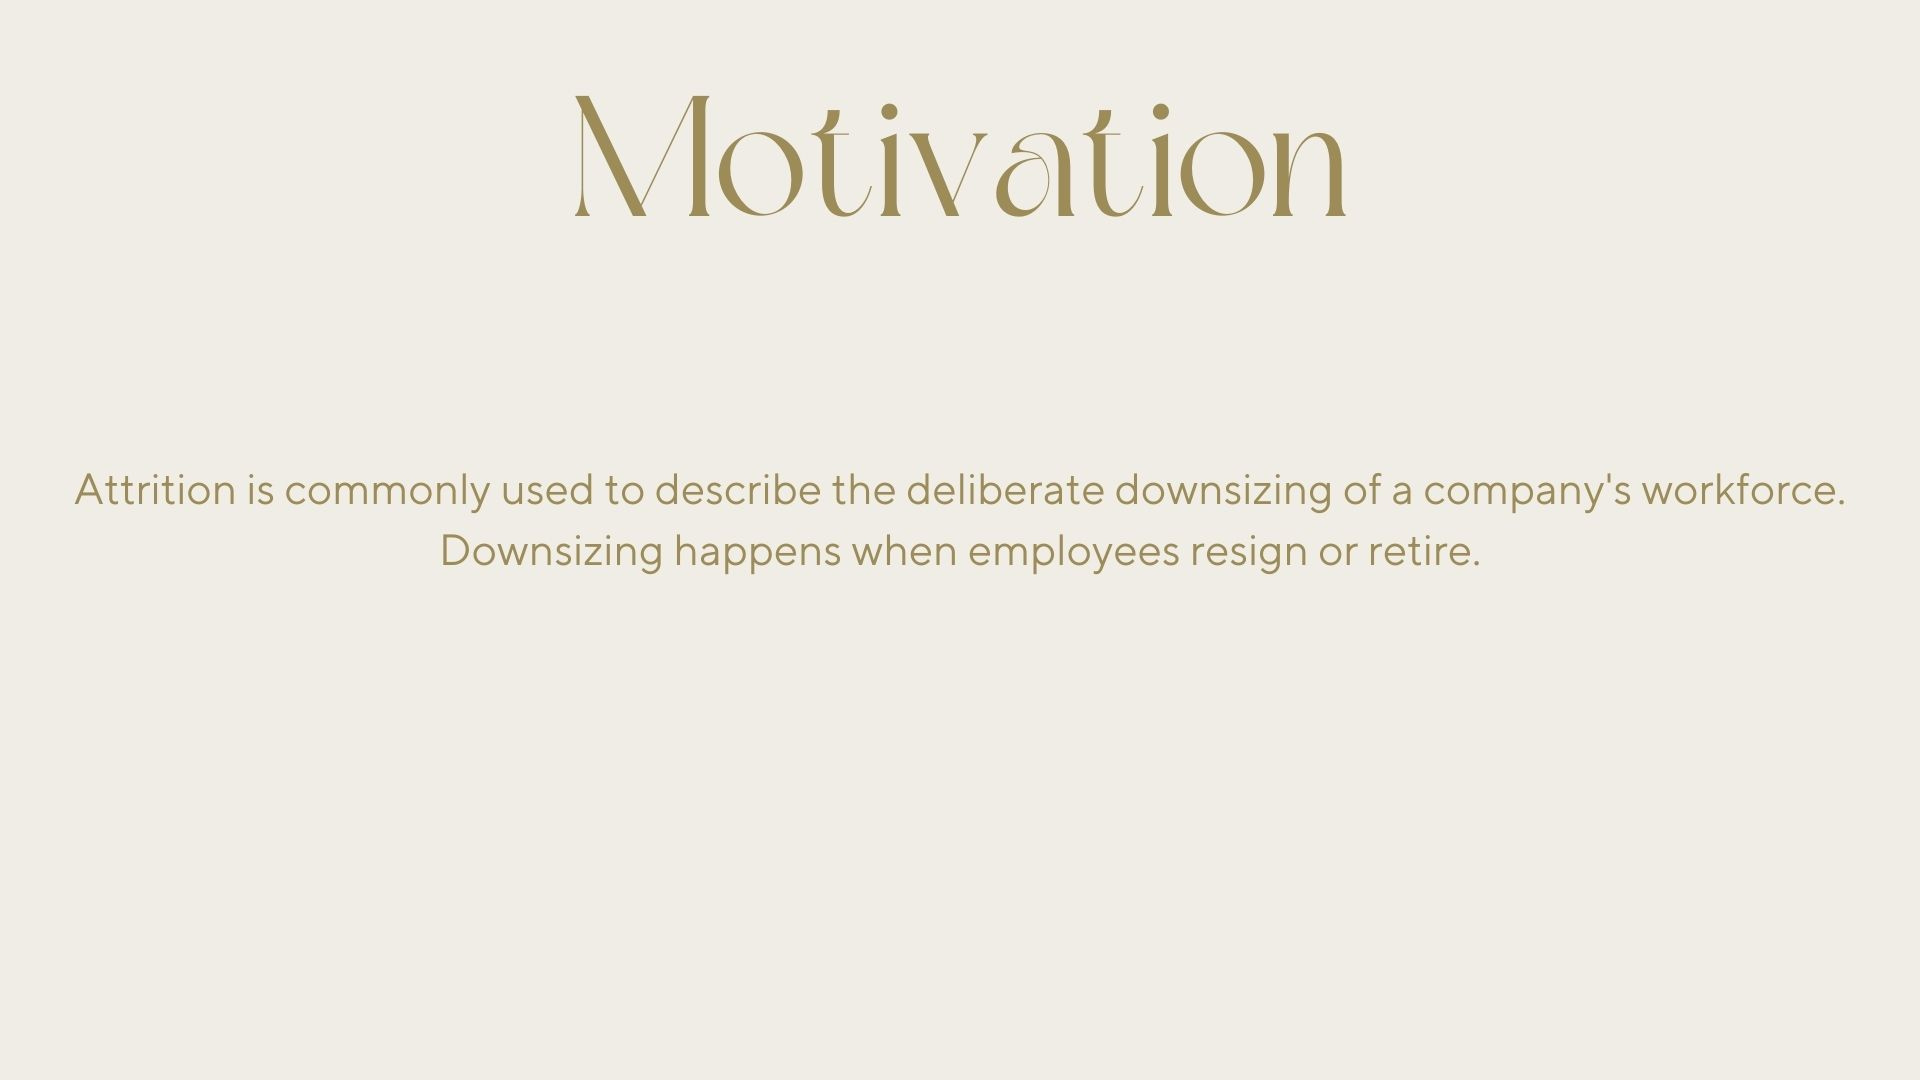 Motivation
Attrition is commonly used to describe the deliberate downsizing of a company's workforce.
Downsizing happens when employees resign or retire.